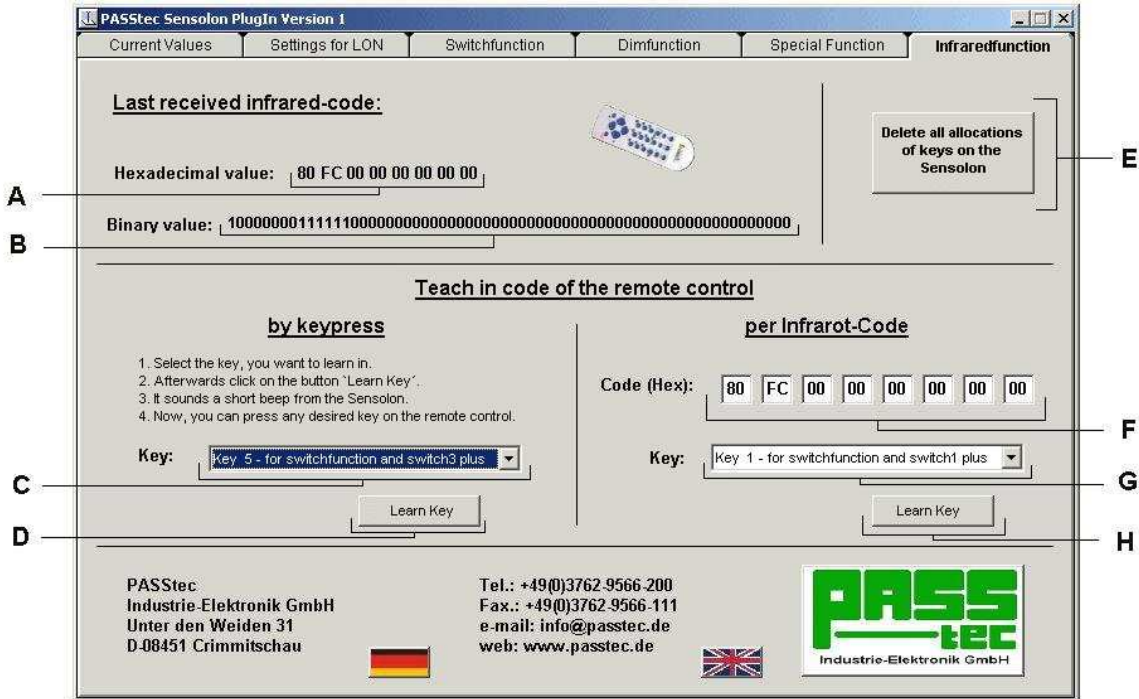 PASStec Sensolon PlugIn Version 1
Current Values Settings for LON Switchfunction Dimfunction Special Function Infraredfunction
Last received infrared-code:
Delete all allocations
of keys on the
Sensolon
E
Hexadecimal value: 80 FC 00 00 00 00 00 00
A
Binary value: 1000000011111100000000000000000000000000000000000000000000000000
B
Teach in code of the remote control
by keypress
1. Select the key, you want to learn in.
2. Afterwards click on the button `Learn Key´.
3. It sounds a short beep from the Sensolon.
4. Now, you can press any desired key on the remote control.
Key: Key 5 - for switchfunction and switch3 plus
C
Learn Key
D
per Infrarot-Code
Code (Hex): 80 FC 00 00 00 00 00 00
F
Key: Key 1 - for switchfunction and switch1 plus
G
Learn Key
H
PASStec
Industrie-Elektronik GmbH
Unter den Weiden 31
D-08451 Crimmitschau
Tel.: +49(0)3762-9566-200
Fax.: +49(0)3762-9566-111
e-mail: info@passtec.de
web: www.passtec.de
PASS
tec
Industrie-Elektronik GmbH